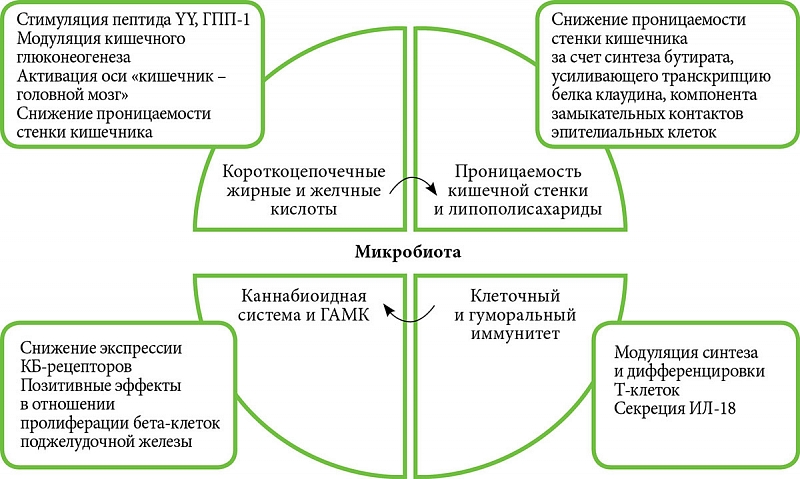 Стимуляция пептида YY, ГПП-1
Модуляция кишечного
глюконеогенеза
Активация оси «кишечник –
головной мозг»
Снижение проницаемости
стенки кишечника
Снижение проницаемости
стенки кишечника
за счет синтеза бутирата,
усиливающего транскрипцию
белка клаудина, компонента
замыкательных контактов
эпителиальных клеток
Короткоцепочечные
жирные и желчные
кислоты
Проницаемость
кишечной стенки
и липополисахариды
Микробиота
Каннабиоидная
система и ГАМК
Клеточный
и гуморальный
иммунитет
Снижение экспрессии
КБ-рецепторов
Позитивные эффекты
в отношении
пролиферации бета-клеток
поджелудочной железы
Модуляция синтеза
и дифференцировки
Т-клеток
Секреция ИЛ-18